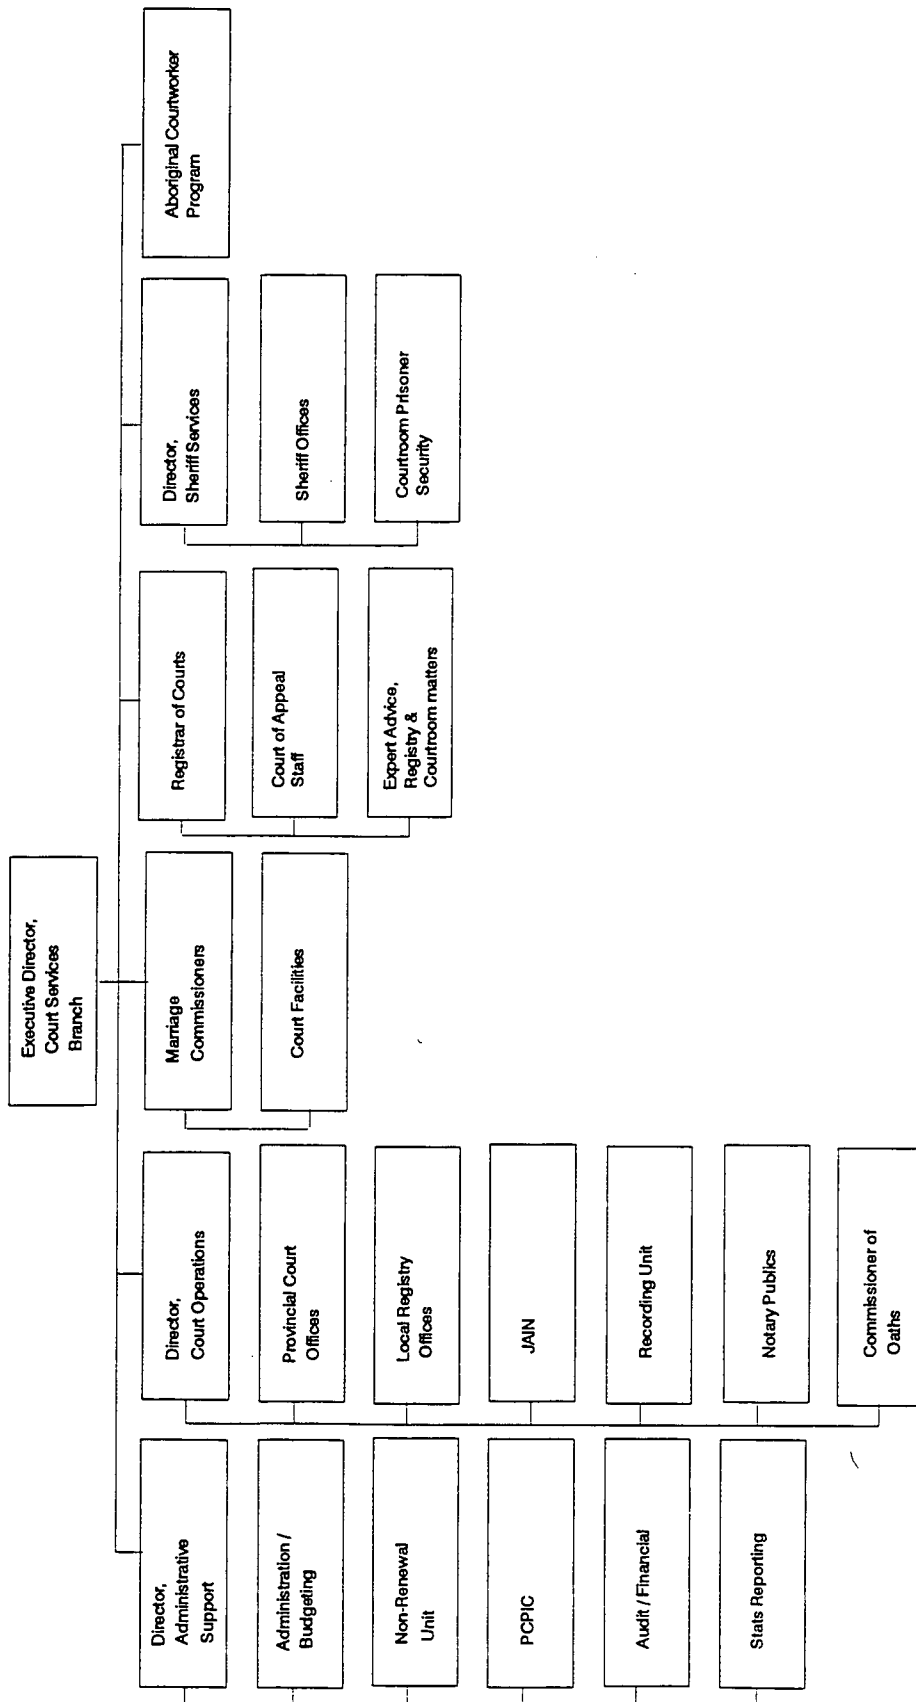 Executive Director,
Court Services
Branch
Director,
Administrative
Support
Administration /
Budgeting
Non-Renewal
Unit
PCPIC
Audit / Financial
Stats Reporting
Director,
Court Operations
Provincial Court
Offices
Local Registry
Offices
JAIN
Recording Unit
Notary Publics
Commissioner of
Oaths
Marriage
Commissioners
Court Facilities
Registrar of Courts
Court of Appeal
Staff
Expert Advice,
Registry &
Courtroom matters
Director,
Sheriff Services
Sheriff Offices
Courtroom Prisoner
Security
Aboriginal Courtworker
Program